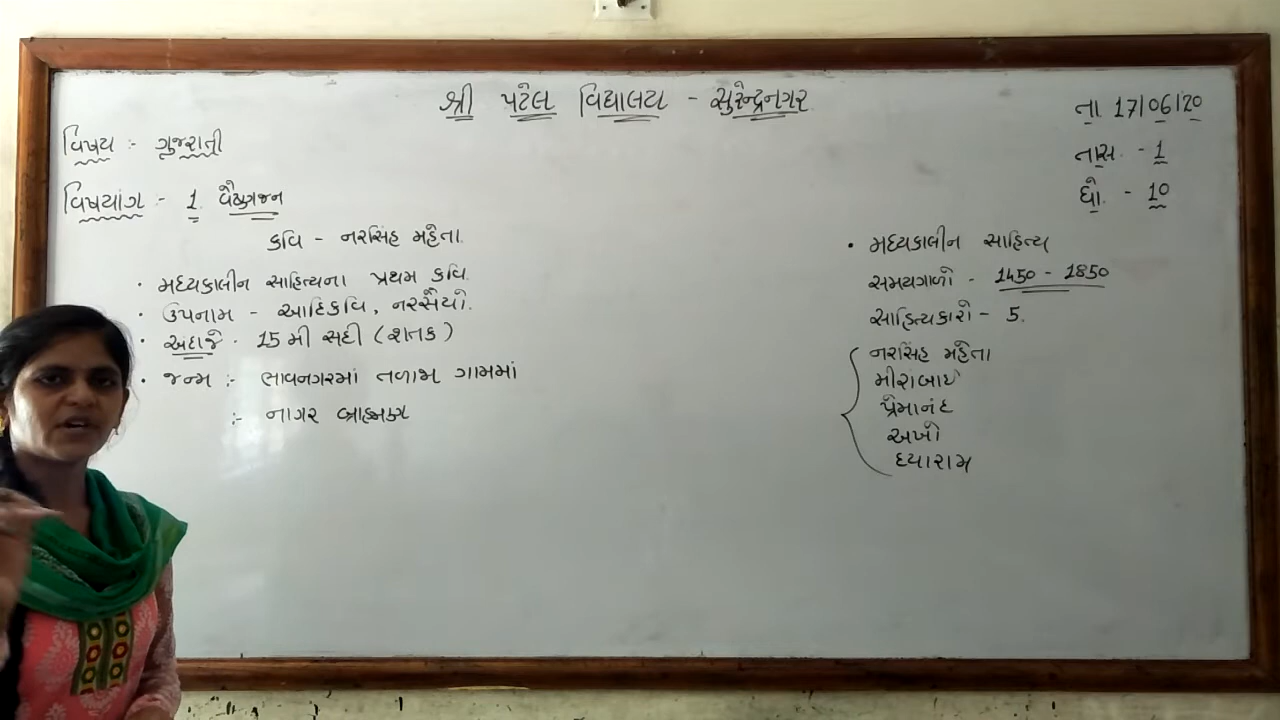 શ્રી પટેલ વિદ્યાલય - સુરેન્દ્રનગર
તા 17/06/20
વિષય :- ગુજરાતી
તાસ. - 1
વિષયાંગ :- 1. વૈષ્ણવજન
ધો. - 10
કવિ - નરસિંહ મહેતા.
· મધ્યકાલીન સાહિત્યના પ્રથમ કવિ.
· ઉપનામ - આદિકવિ, નરસૈયો.
· અદાજે. 15 મી સદી (શતક)
· જન્મ :- ભાવનગરમાં તળાજા ગામમાં
:- નાગર બ્રાહ્મણ
· મધ્યકાલીન સાહિત્ય
સમયગાળો - 1450 - 1850
સાહિત્યકારો - 5.
નરસિંહ મહેતા
મીરાંબાઈ
પ્રેમાનંદ
અખો
દયારામ